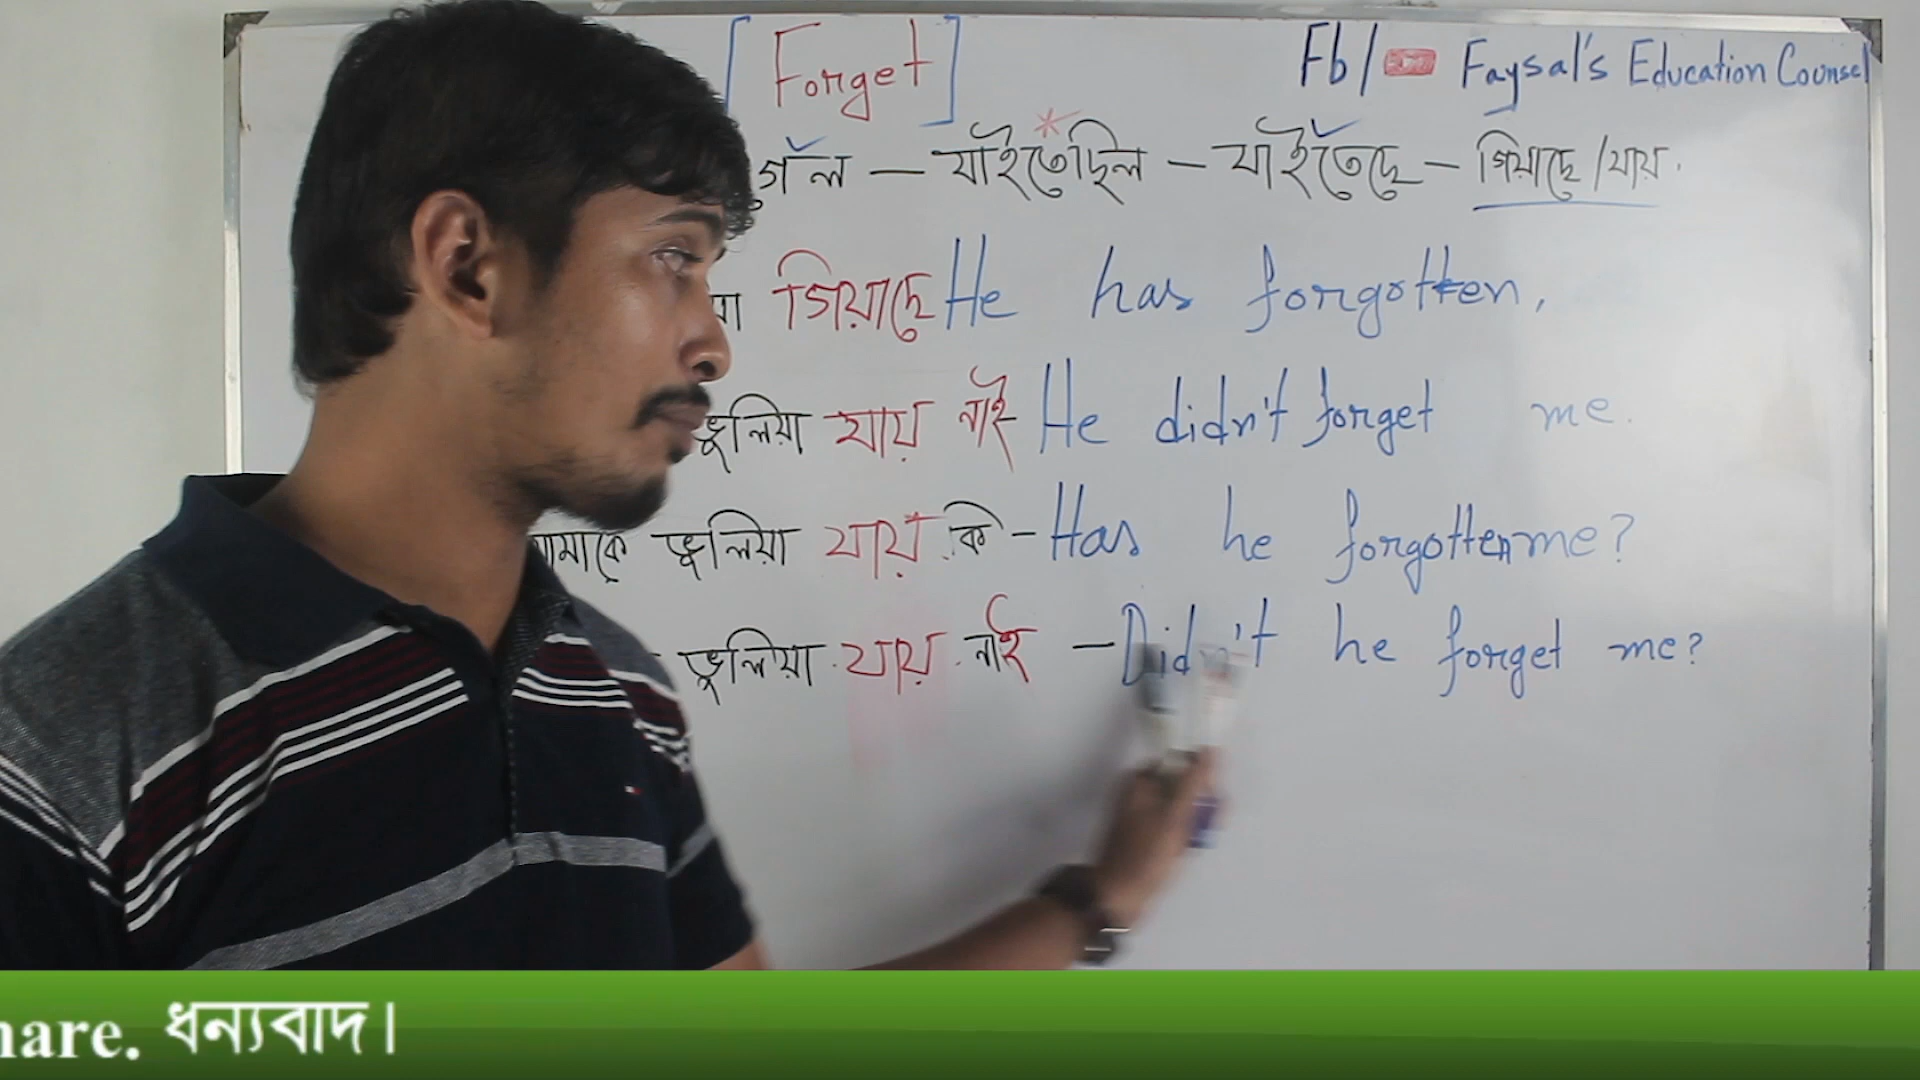 [Forget]
Fb/ Faysal's Education Counsel
গেল – যাইতেছিল – যাইতেছে – গিয়াছে/যায়.
গিয়াছে He has forgotten,
ভুলিয়া যায় নাই He didn't forget me.
ভুলিয়া যায় কি – Has he forgotten me?
ভুলিয়া যায় নাই – Didn't he forget me?
hare. ধন্যবাদ।